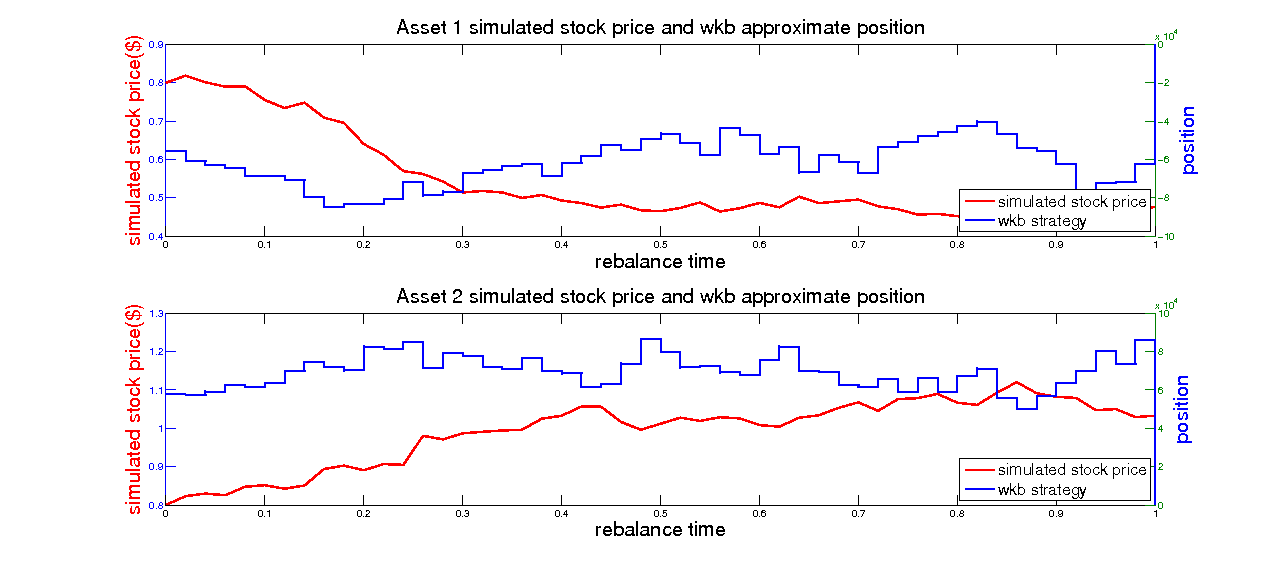 Asset 1 simulated stock price and wkb approximate position
x 10^4
0.9
0.8
0.7
0.6
0.5
0.4
simulated stock price($)
0
-2
-4
-6
-8
-10
position
simulated stock price
wkb strategy
0 0.1 0.2 0.3 0.4 0.5 0.6 0.7 0.8 0.9 1
rebalance time
Asset 2 simulated stock price and wkb approximate position
x 10^4
1.3
1.2
1.1
1
0.9
0.8
simulated stock price($)
10
8
6
4
2
0
position
simulated stock price
wkb strategy
0 0.1 0.2 0.3 0.4 0.5 0.6 0.7 0.8 0.9 1
rebalance time